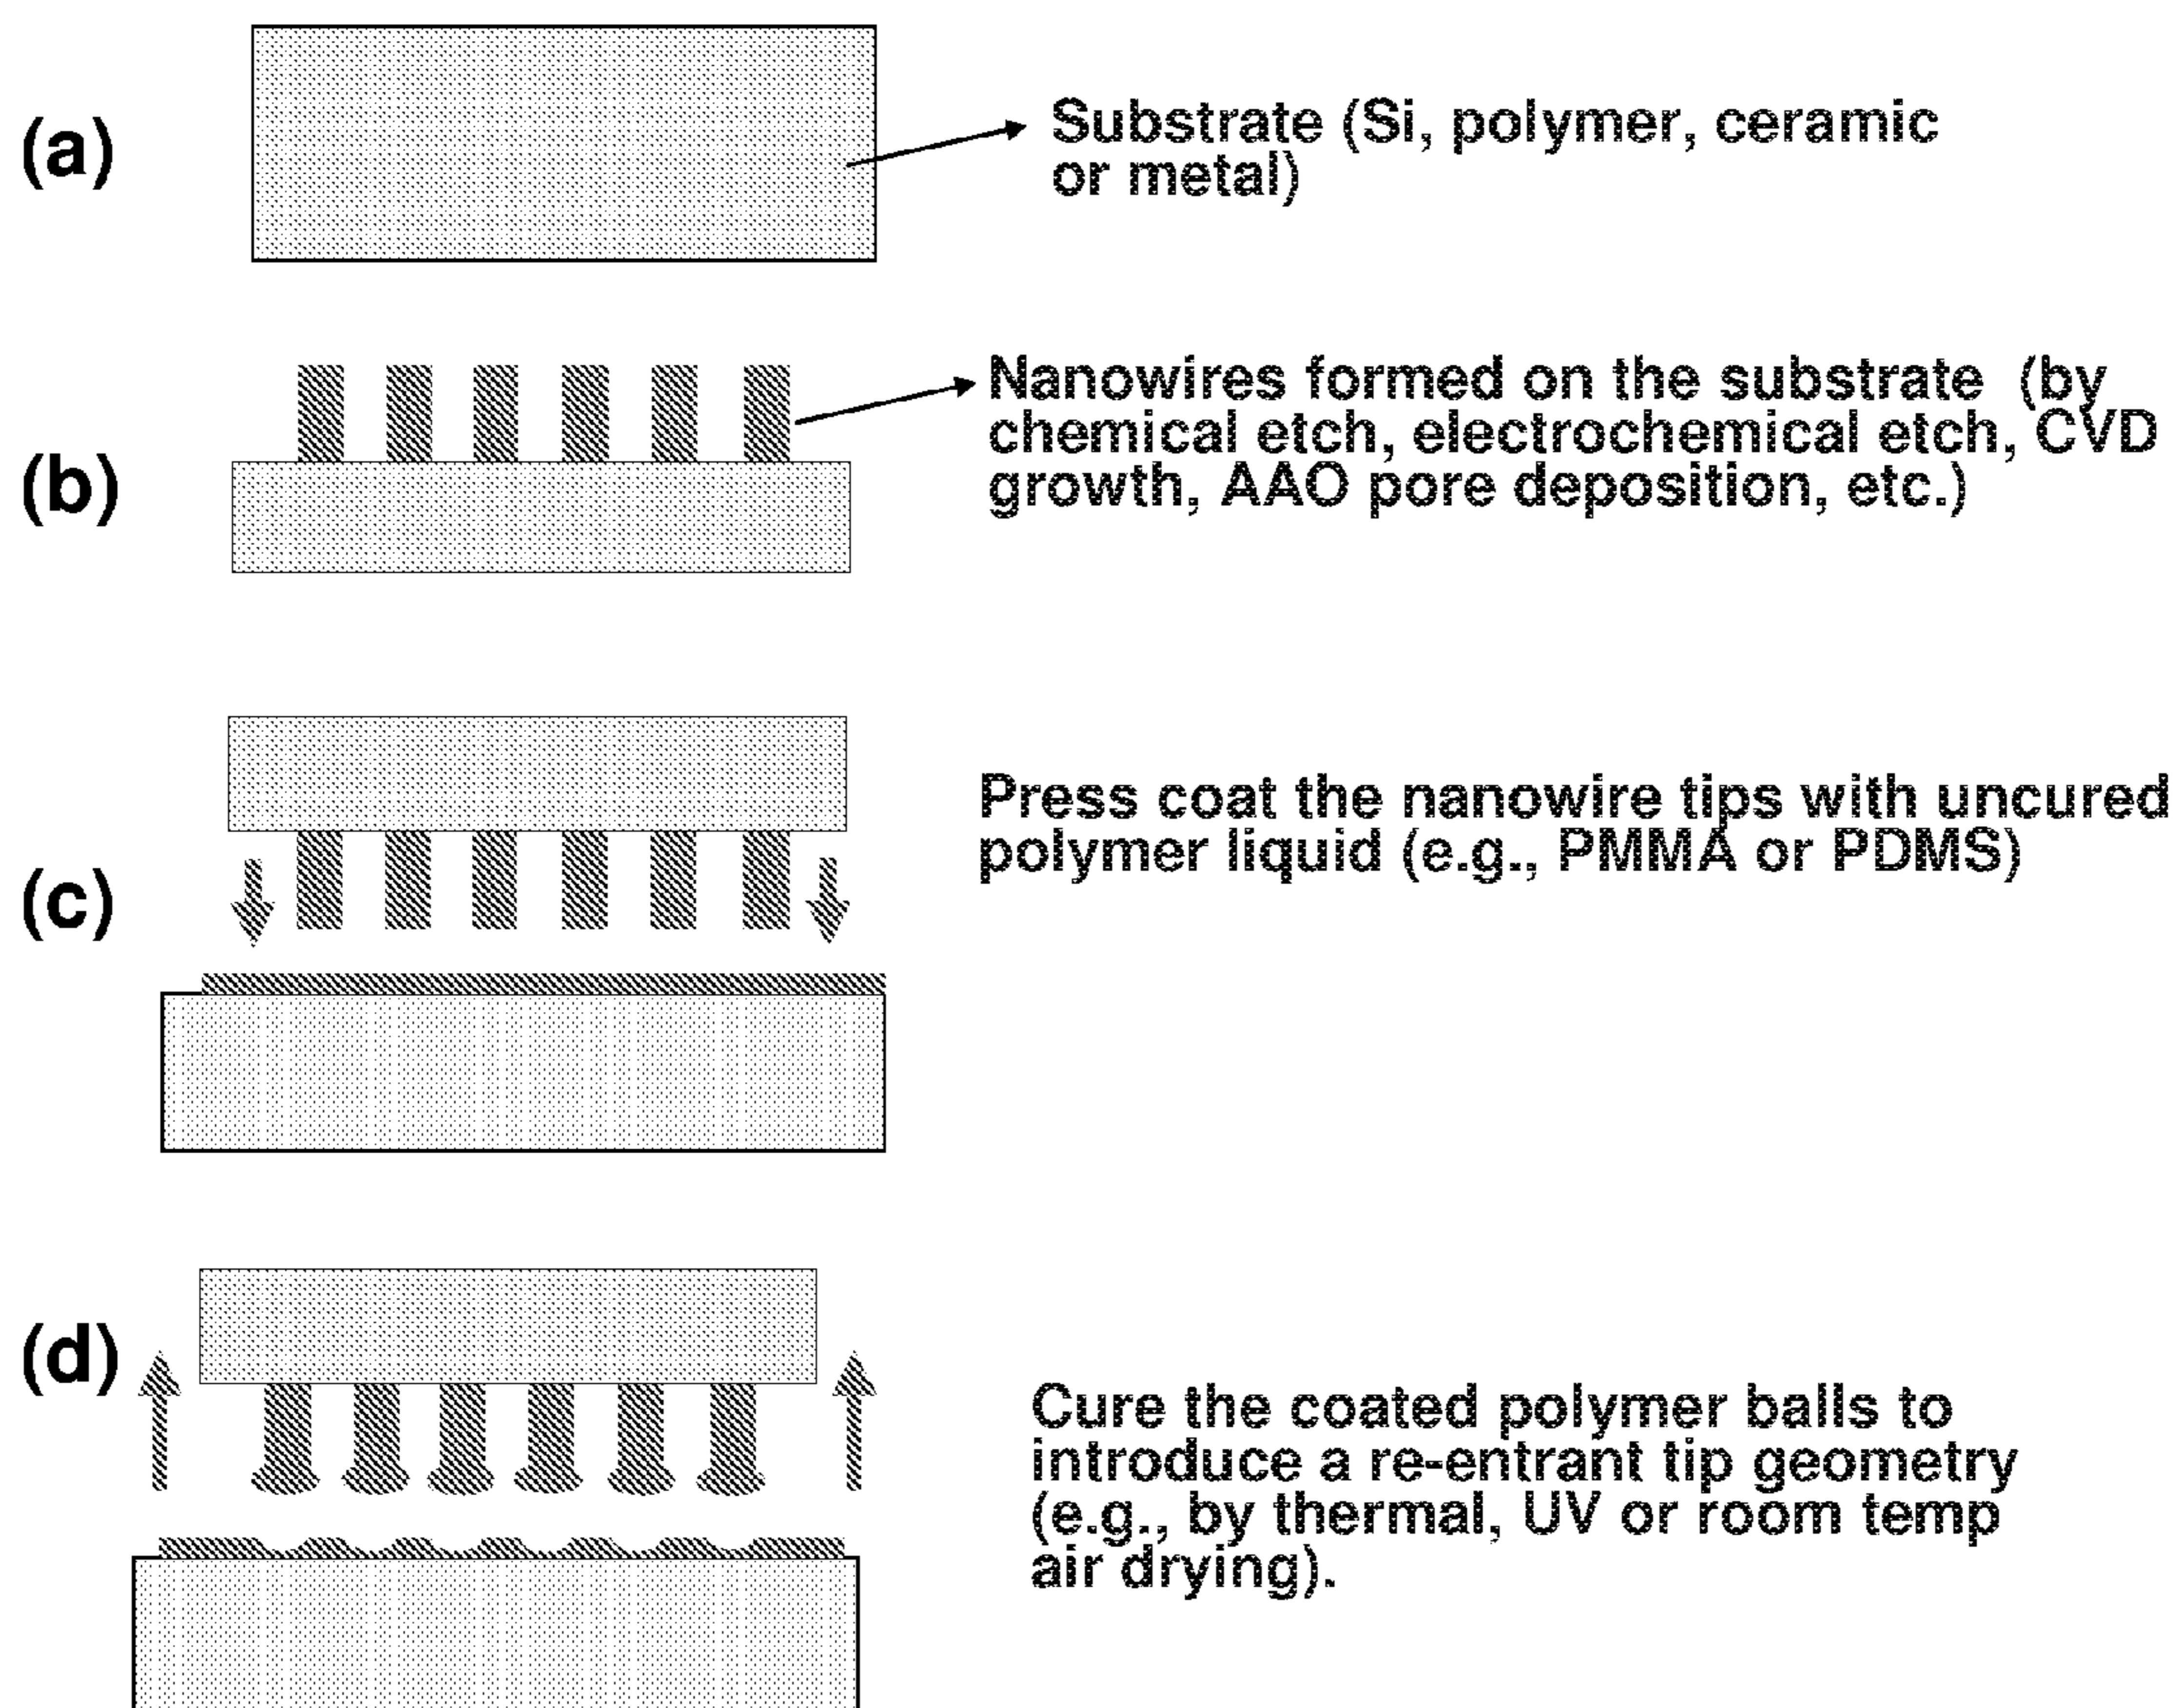 (a)
Substrate (Si, polymer, ceramic
or metal)
(b)
Nanowires formed on the substrate (by
chemical etch, electrochemical etch, CVD
growth, AAO pore deposition, etc.)
(c)
Press coat the nanowire tips with uncured
polymer liquid (e.g., PMMA or PDMS)
(d)
Cure the coated polymer balls to
introduce a re-entrant tip geometry
(e.g., by thermal, UV or room temp
air drying).